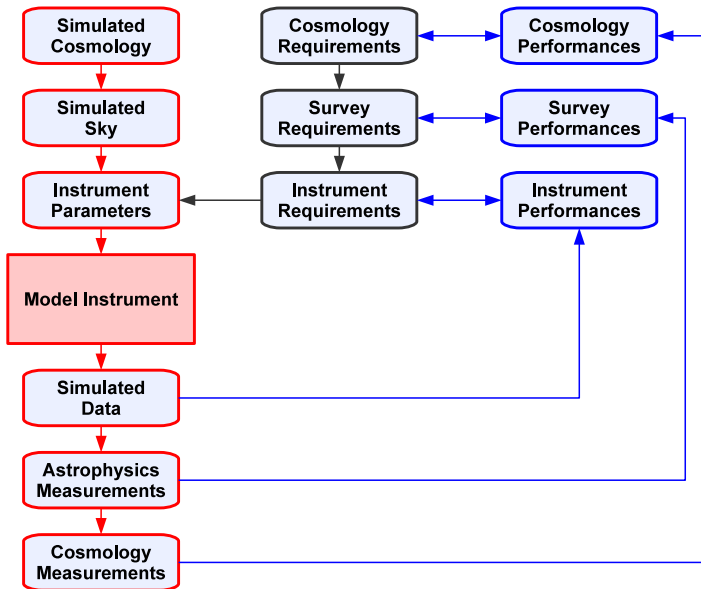 Simulated
Cosmology
Cosmology
Requirements
Cosmology
Performances
Simulated
Sky
Survey
Requirements
Survey
Performances
Instrument
Parameters
Instrument
Requirements
Instrument
Performances
Model Instrument
Simulated
Data
Astrophysics
Measurements
Cosmology
Measurements